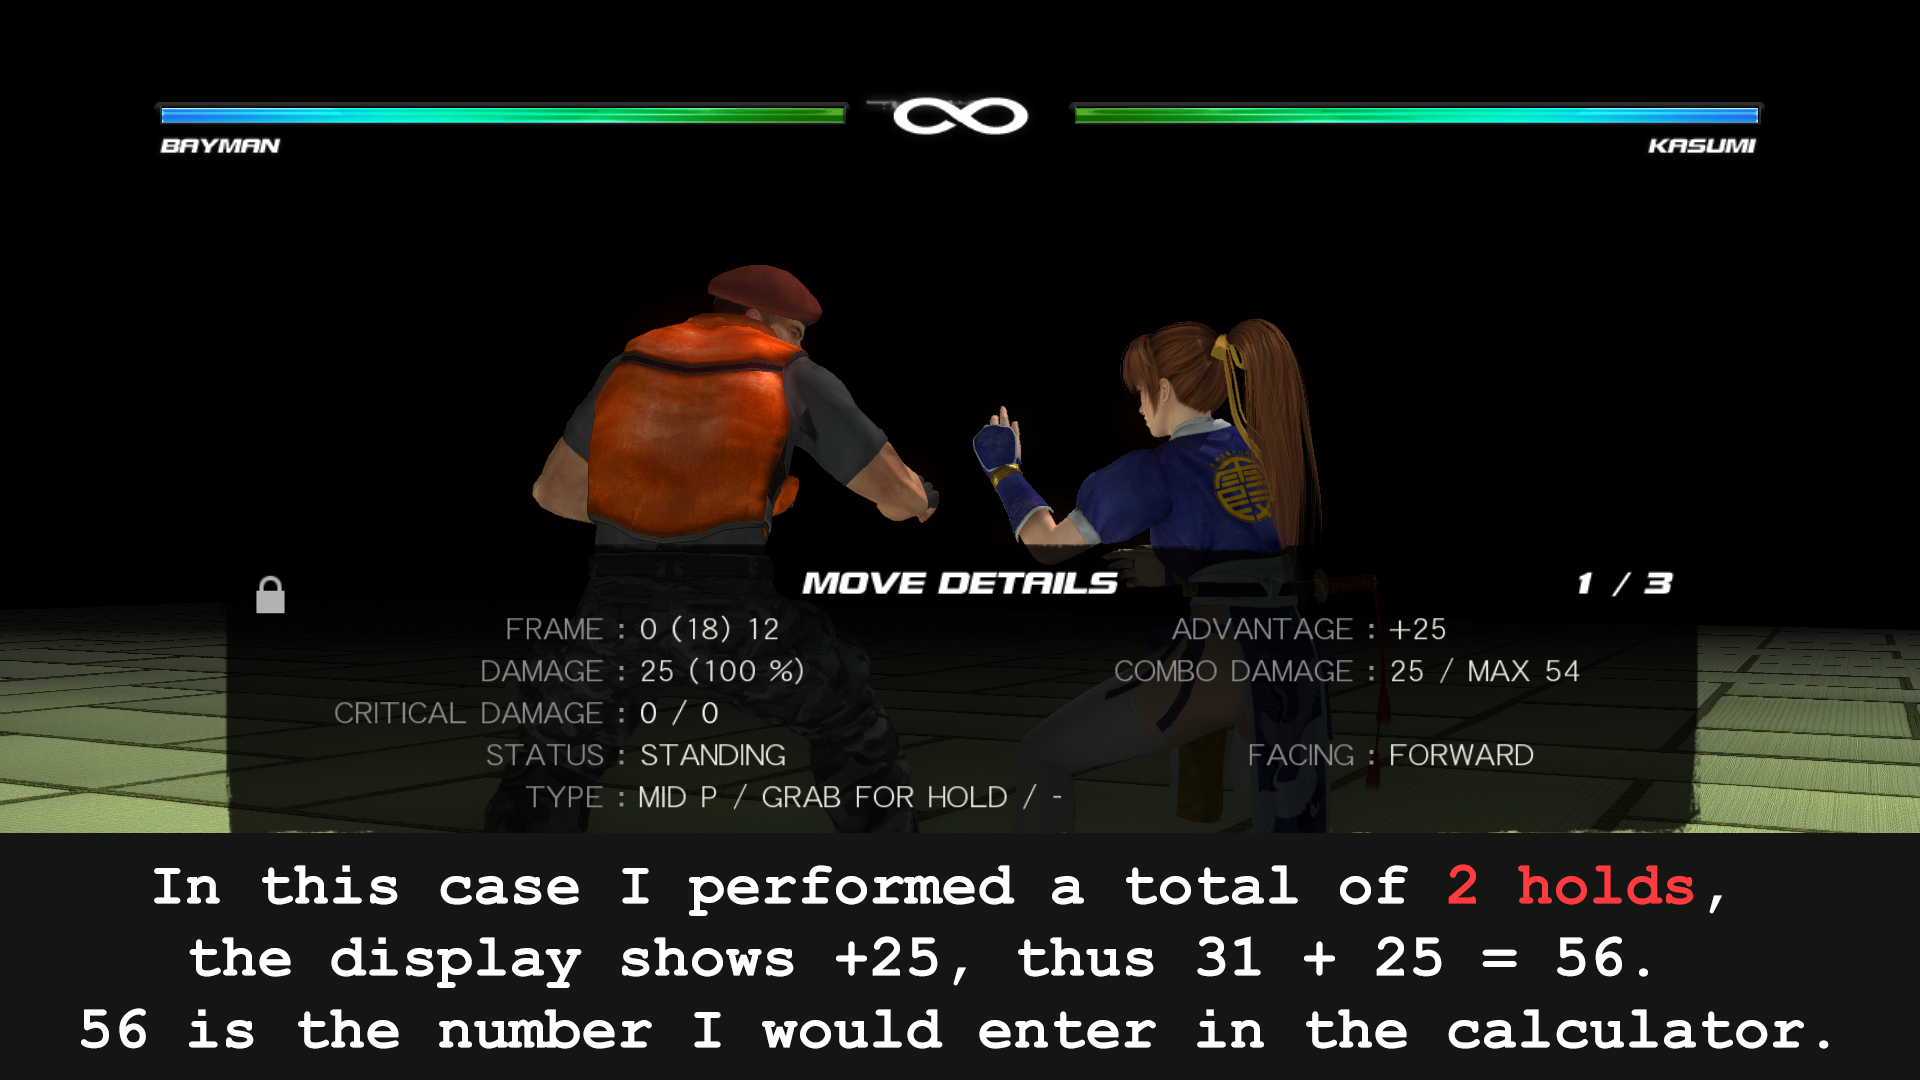 BAYMAN
∞
KASUMI
MOVE DETAILS
1 / 3
FRAME : 0 (18) 12
ADVANTAGE : +25
DAMAGE : 25 (100 %)
COMBO DAMAGE : 25 / MAX 54
CRITICAL DAMAGE : 0 / 0
STATUS : STANDING
FACING : FORWARD
TYPE : MID P / GRAB FOR HOLD / -
In this case I performed a total of 2 holds,
the display shows +25, thus 31 + 25 = 56.
56 is the number I would enter in the calculator.